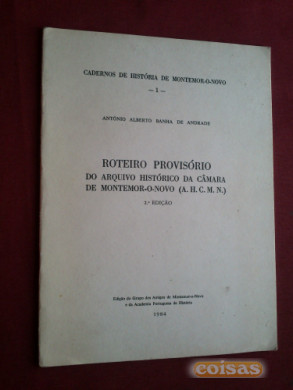 CADERNOS DE HISTÓRIA DE MONTEMOR-O-NOVO
— 1 —
ANTÓNIO ALBERTO BANHA DE ANDRADE
ROTEIRO PROVISÓRIO
DO ARQUIVO HISTÓRICO DA CÂMARA
DE MONTEMOR-O-NOVO (A. H. C. M. N.)
2.ª EDIÇÃO
Edição do Grupo dos Amigos de Montemor-o-Novo
e da Academia Portuguesa da História
coisas